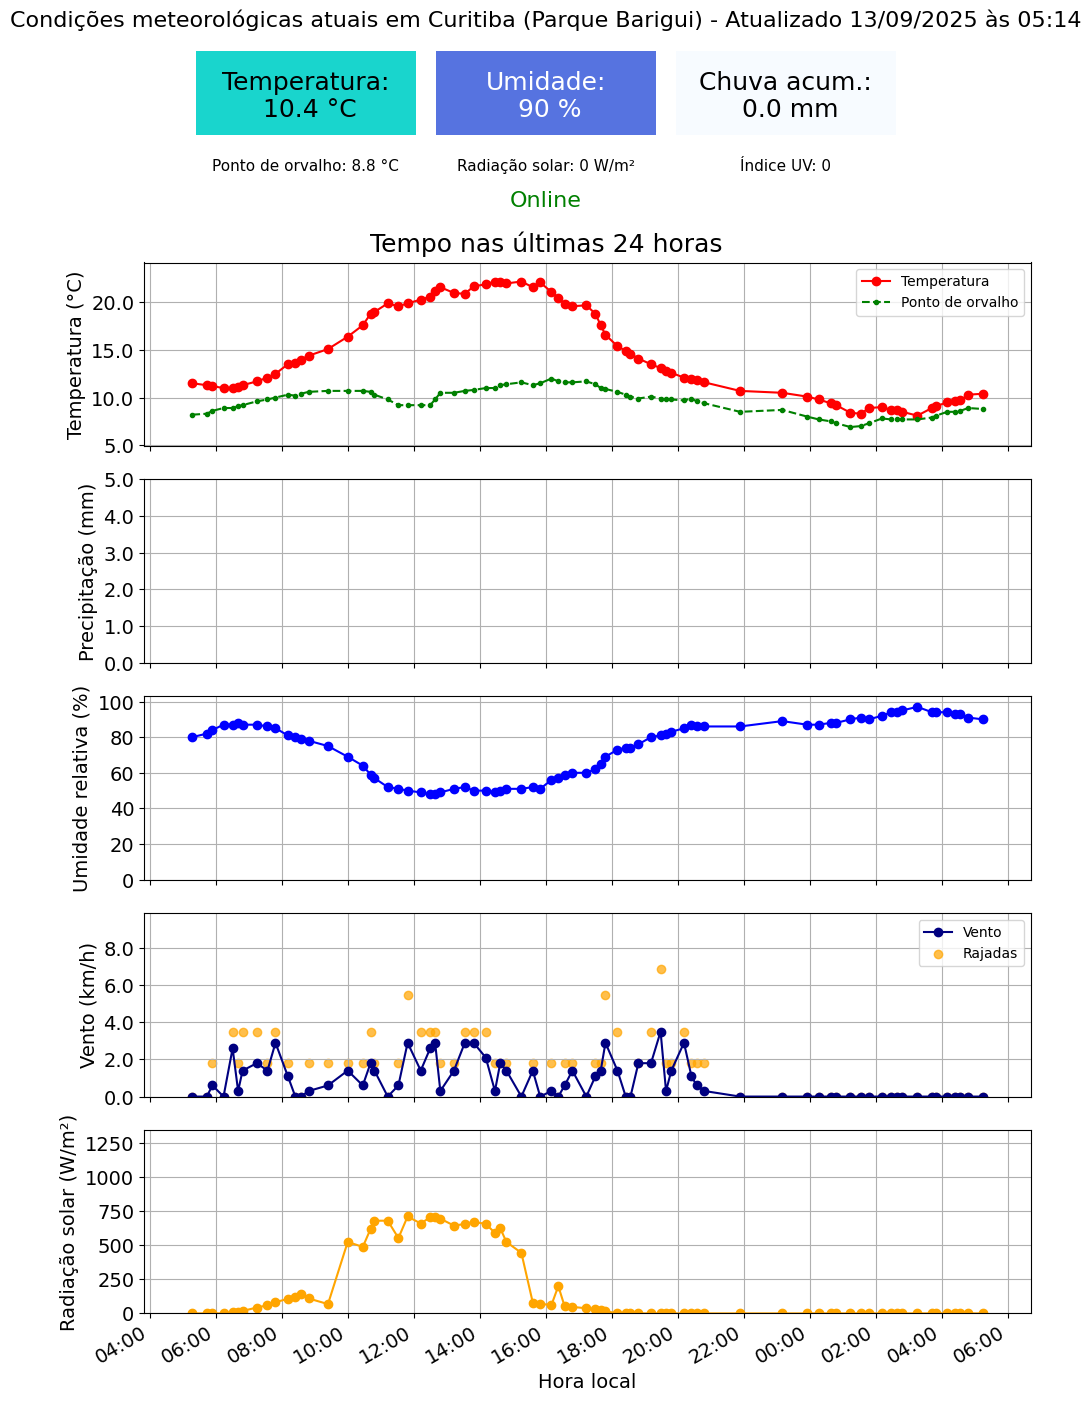 Condições meteorológicas atuais em Curitiba (Parque Barigui) - Atualizado 13/09/2025 às 05:14
Temperatura:
10.4 °C
Umidade:
90 %
Chuva acum.:
0.0 mm
Ponto de orvalho: 8.8 °C
Radiação solar: 0 W/m²
Índice UV: 0
Online
Tempo nas últimas 24 horas
Temperatura (°C)
20.0
15.0
10.0
5.0
Temperatura
Ponto de orvalho
Precipitação (mm)
5.0
4.0
3.0
2.0
1.0
0.0
Umidade relativa (%)
100
80
60
40
20
0
Vento (km/h)
8.0
6.0
4.0
2.0
0.0
Vento
Rajadas
Radiação solar (W/m²)
1250
1000
750
500
250
0
04:00
06:00
08:00
10:00
12:00
14:00
16:00
18:00
20:00
22:00
00:00
02:00
04:00
06:00
Hora local